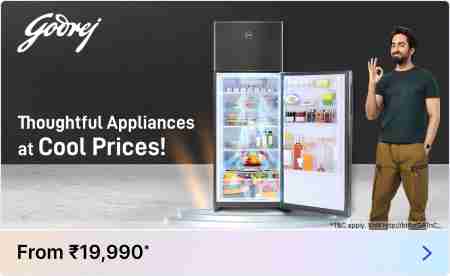 Godrej
Thoughtful Appliances
at Cool Prices!
*T&C apply.
From ₹19,990*